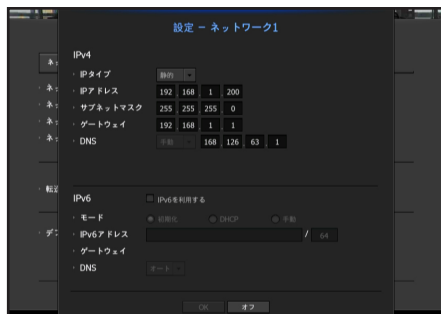 設定 – ネットワーク1
IPv4
· IPタイプ 静的
· IPアドレス 192 . 168 . 1 . 200
· サブネットマスク 255 . 255 . 255 . 0
· ゲートウェイ 192 . 168 . 1 . 1
· DNS 手動 168 . 126 . 63 . 1
IPv6 IPv6を利用する
· モード 初期化 DHCP 手動
· IPv6アドレス / 64
· ゲートウェイ
· DNS オート
OK オフ